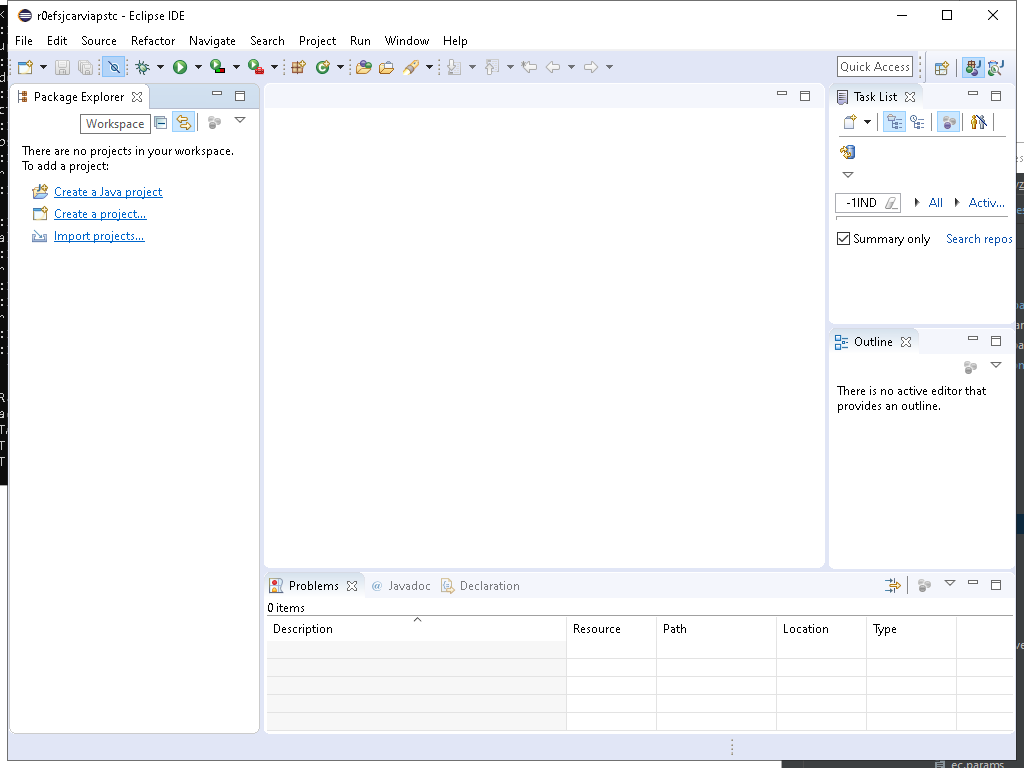 r0efsjcarviapstc - Eclipse IDE
File Edit Source Refactor Navigate Search Project Run Window Help
Quick Access
Package Explorer
Workspace
There are no projects in your workspace.
To add a project:
Create a Java project
Create a project...
Import projects...
Task List
-1IND All Activ...
Summary only Search repos
Outline
There is no active editor that
provides an outline.
Problems @ Javadoc Declaration
0 items
Description Resource Path Location Type
ec.params